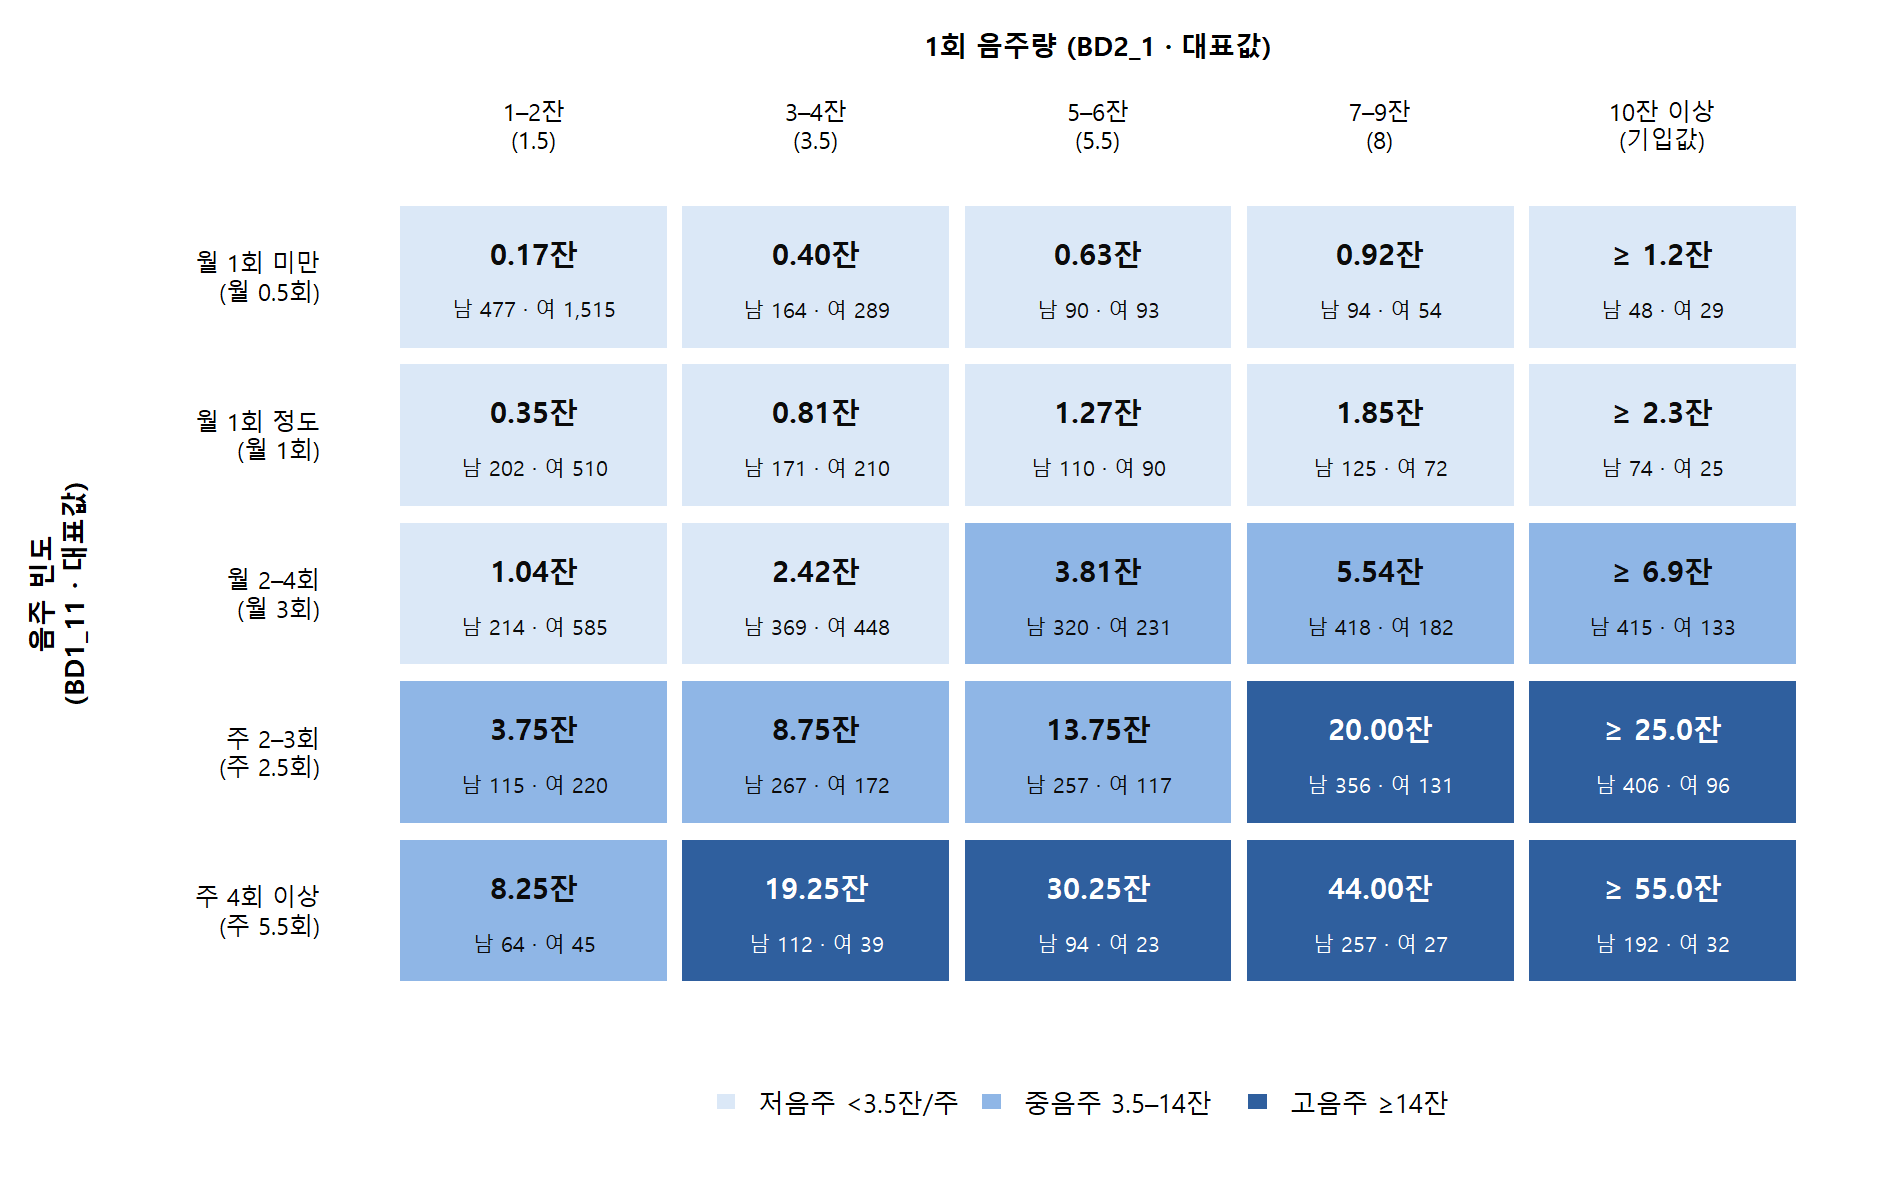 1회 음주량 (BD2_1 · 대표값)
1–2잔
(1.5)
3–4잔
(3.5)
5–6잔
(5.5)
7–9잔
(8)
10잔 이상
(기입값)
음주 빈도
(BD1_11 · 대표값)
월 1회 미만
(월 0.5회)
0.17잔
남 477 · 여 1,515
0.40잔
남 164 · 여 289
0.63잔
남 90 · 여 93
0.92잔
남 94 · 여 54
≥ 1.2잔
남 48 · 여 29
월 1회 정도
(월 1회)
0.35잔
남 202 · 여 510
0.81잔
남 171 · 여 210
1.27잔
남 110 · 여 90
1.85잔
남 125 · 여 72
≥ 2.3잔
남 74 · 여 25
월 2–4회
(월 3회)
1.04잔
남 214 · 여 585
2.42잔
남 369 · 여 448
3.81잔
남 320 · 여 231
5.54잔
남 418 · 여 182
≥ 6.9잔
남 415 · 여 133
주 2–3회
(주 2.5회)
3.75잔
남 115 · 여 220
8.75잔
남 267 · 여 172
13.75잔
남 257 · 여 117
20.00잔
남 356 · 여 131
≥ 25.0잔
남 406 · 여 96
주 4회 이상
(주 5.5회)
8.25잔
남 64 · 여 45
19.25잔
남 112 · 여 39
30.25잔
남 94 · 여 23
44.00잔
남 257 · 여 27
≥ 55.0잔
남 192 · 여 32
저음주 <3.5잔/주
중음주 3.5–14잔
고음주 ≥14잔